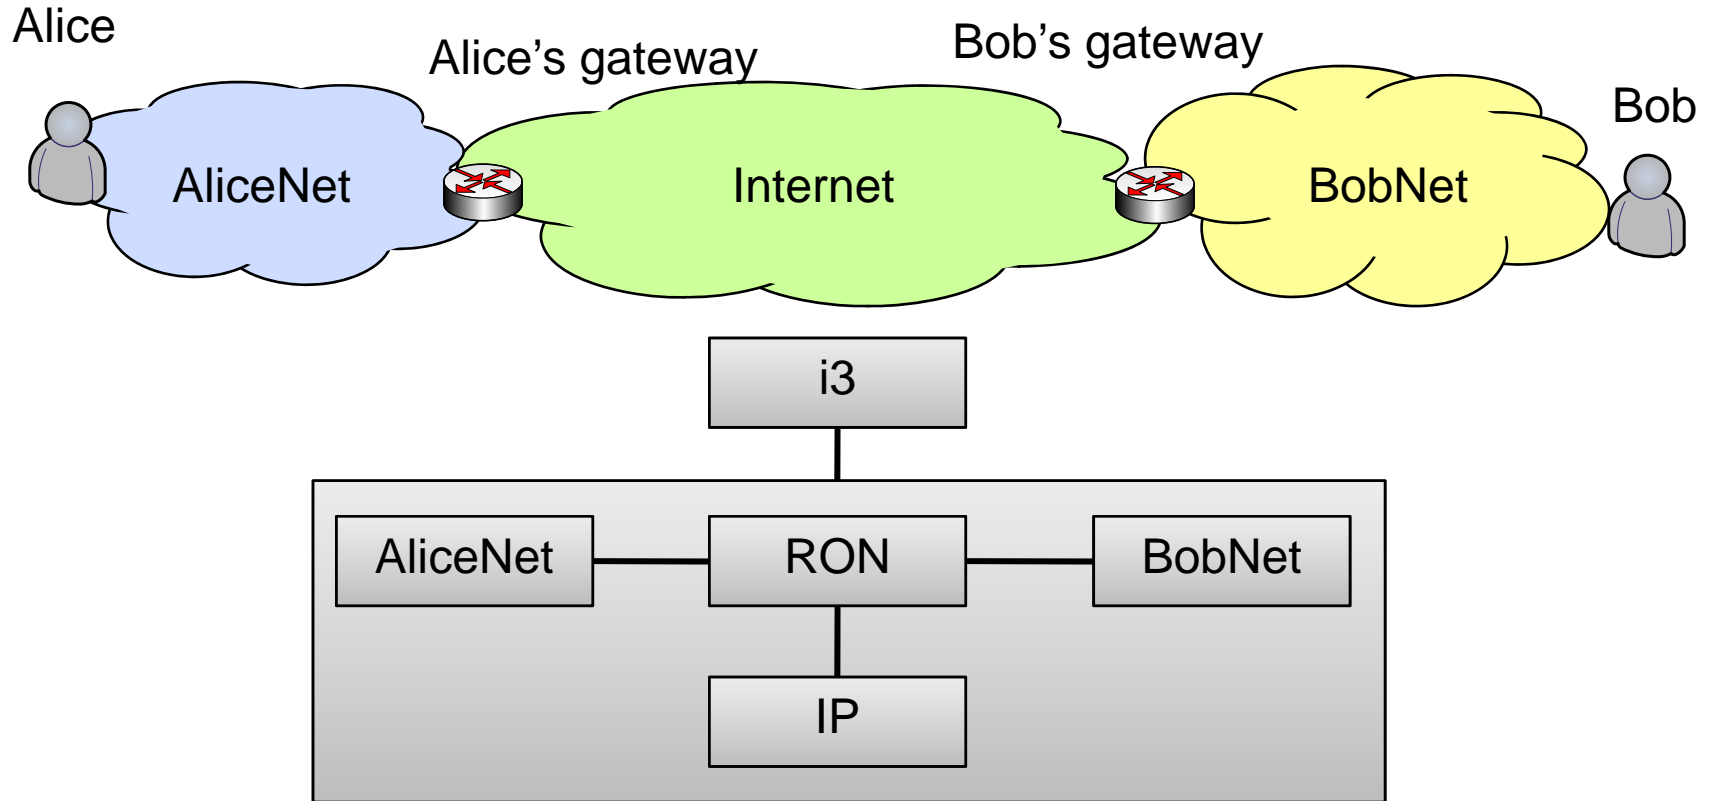 Alice
Alice's gateway
Bob's gateway
Bob
AliceNet
Internet
BobNet
i3
AliceNet
RON
BobNet
IP